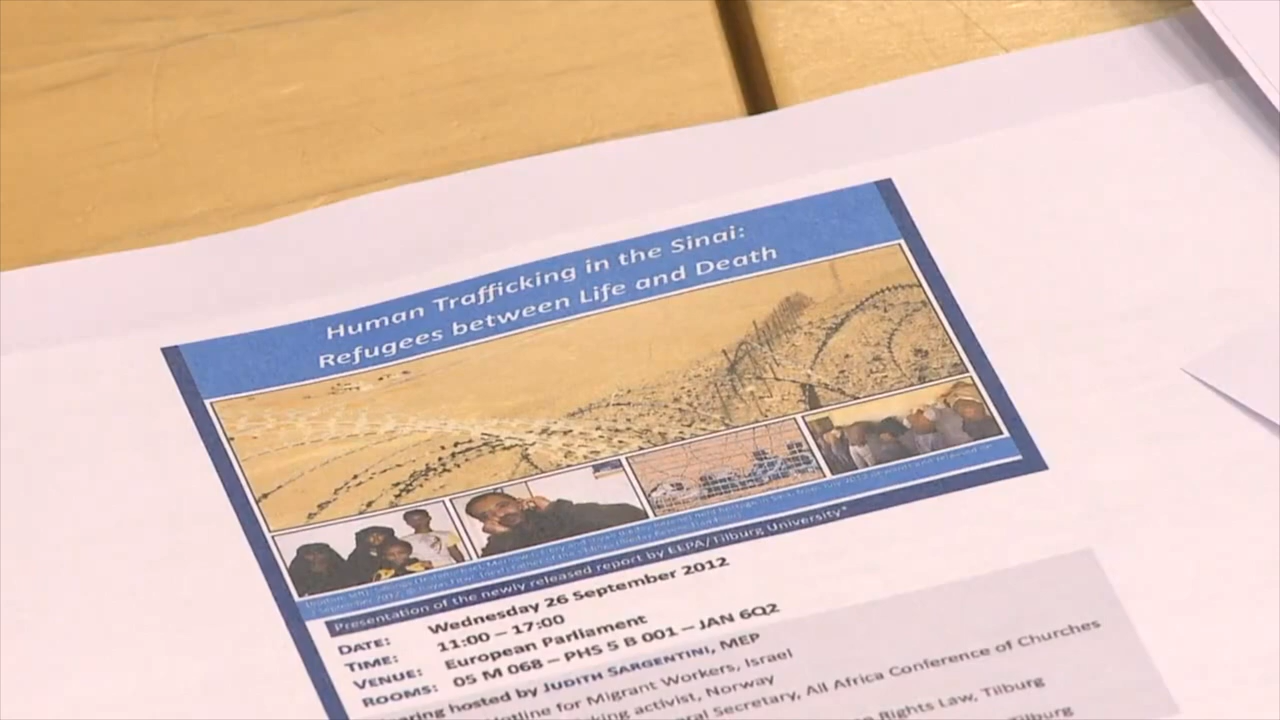 Human Trafficking in the Sinai:
Refugees between Life and Death
Presentation of the newly released report by EEPA/Tilburg University*
DATE: Wednesday 26 September 2012
TIME: 11:00 – 17:00
VENUE: European Parliament
ROOMS: 05 M 068 – PHS 5 B 001 – JAN 6Q2
hosted by JUDITH SARGENTINI, MEP
for Migrant Workers, Israel
activist, Norway
Secretary, All Africa Conference of Churches
Rights Law, Tilburg
Tilburg